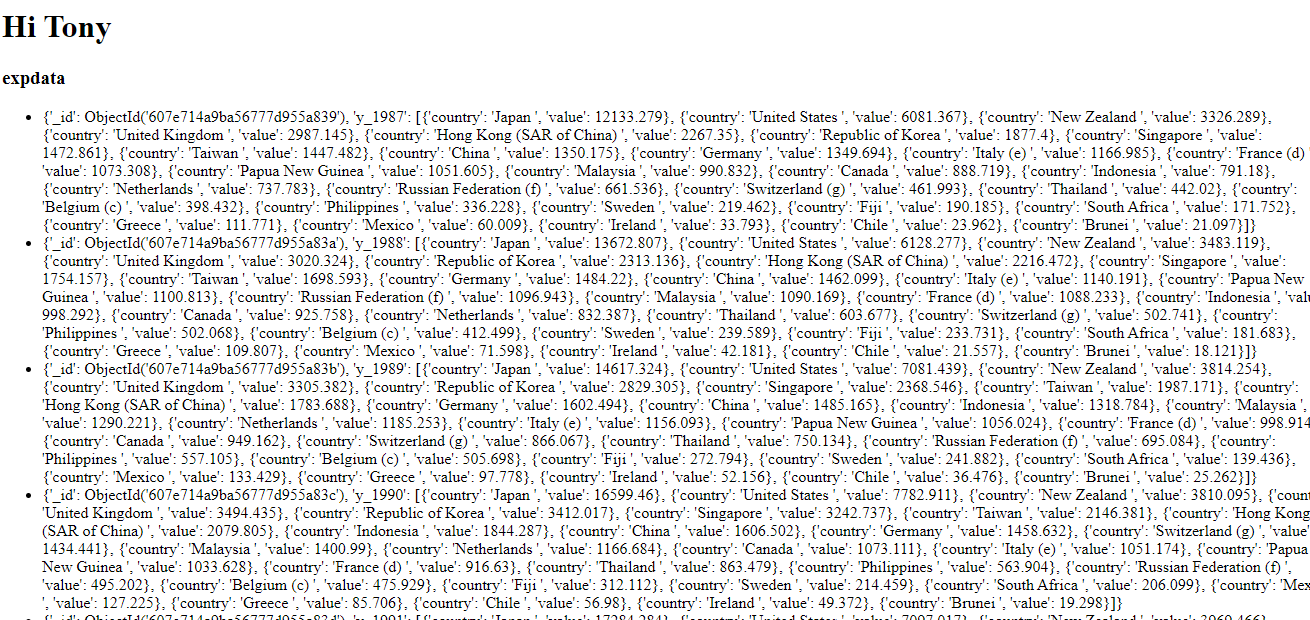 Hi Tony
expdata
{'_id': ObjectId('607e714a9ba56777d955a839'), 'y_1987': [{'country': 'Japan ', 'value': 12133.279}, {'country': 'United States ', 'value': 6081.367}, {'country': 'New Zealand ', 'value': 3326.289},
{'country': 'United Kingdom ', 'value': 2987.145}, {'country': 'Hong Kong (SAR of China) ', 'value': 2267.35}, {'country': 'Republic of Korea ', 'value': 1877.4}, {'country': 'Singapore ', 'value':
1472.861}, {'country': 'Taiwan ', 'value': 1447.482}, {'country': 'China ', 'value': 1350.175}, {'country': 'Germany ', 'value': 1349.694}, {'country': 'Italy (e) ', 'value': 1166.985}, {'country': 'France (d) '
'value': 1073.308}, {'country': 'Papua New Guinea ', 'value': 1051.605}, {'country': 'Malaysia ', 'value': 990.832}, {'country': 'Canada ', 'value': 888.719}, {'country': 'Indonesia ', 'value': 791.18},
{'country': 'Netherlands ', 'value': 737.783}, {'country': 'Russian Federation (f) ', 'value': 661.536}, {'country': 'Switzerland (g) ', 'value': 461.993}, {'country': 'Thailand ', 'value': 442.02}, {'country':
'Belgium (c) ', 'value': 398.432}, {'country': 'Philippines ', 'value': 336.228}, {'country': 'Sweden ', 'value': 219.462}, {'country': 'Fiji ', 'value': 190.185}, {'country': 'South Africa ', 'value': 171.752},
{'country': 'Greece ', 'value': 111.771}, {'country': 'Mexico ', 'value': 60.009}, {'country': 'Ireland ', 'value': 33.793}, {'country': 'Chile ', 'value': 23.962}, {'country': 'Brunei ', 'value': 21.097}]}
{'_id': ObjectId('607e714a9ba56777d955a83a'), 'y_1988': [{'country': 'Japan ', 'value': 13672.807}, {'country': 'United States ', 'value': 6128.277}, {'country': 'New Zealand ', 'value': 3483.119},
{'country': 'United Kingdom ', 'value': 3020.324}, {'country': 'Republic of Korea ', 'value': 2313.136}, {'country': 'Hong Kong (SAR of China) ', 'value': 2216.472}, {'country': 'Singapore ', 'value':
1754.157}, {'country': 'Taiwan ', 'value': 1698.593}, {'country': 'Germany ', 'value': 1484.22}, {'country': 'China ', 'value': 1462.099}, {'country': 'Italy (e) ', 'value': 1140.191}, {'country': 'Papua New
Guinea ', 'value': 1100.813}, {'country': 'Russian Federation (f) ', 'value': 1096.943}, {'country': 'Malaysia ', 'value': 1090.169}, {'country': 'France (d) ', 'value': 1088.233}, {'country': 'Indonesia ',
998.292}, {'country': 'Canada ', 'value': 925.758}, {'country': 'Netherlands ', 'value': 832.387}, {'country': 'Thailand ', 'value': 603.677}, {'country': 'Switzerland (g) ', 'value': 502.741}, {'country':
'Philippines ', 'value': 502.068}, {'country': 'Belgium (c) ', 'value': 412.499}, {'country': 'Sweden ', 'value': 239.589}, {'country': 'Fiji ', 'value': 233.731}, {'country': 'South Africa ', 'value': 181.683},
{'country': 'Greece ', 'value': 109.807}, {'country': 'Mexico ', 'value': 71.598}, {'country': 'Ireland ', 'value': 42.181}, {'country': 'Chile ', 'value': 21.557}, {'country': 'Brunei ', 'value': 18.121}]}
{'_id': ObjectId('607e714a9ba56777d955a83b'), 'y_1989': [{'country': 'Japan ', 'value': 14617.324}, {'country': 'United States ', 'value': 7081.439}, {'country': 'New Zealand ', 'value': 3814.254},
{'country': 'United Kingdom ', 'value': 3305.382}, {'country': 'Republic of Korea ', 'value': 2829.305}, {'country': 'Singapore ', 'value': 2368.546}, {'country': 'Taiwan ', 'value': 1987.171}, {'country':
'Hong Kong (SAR of China) ', 'value': 1783.688}, {'country': 'Germany ', 'value': 1602.494}, {'country': 'China ', 'value': 1485.165}, {'country': 'Indonesia ', 'value': 1318.784}, {'country': 'Malaysia ',
'value': 1290.221}, {'country': 'Netherlands ', 'value': 1185.253}, {'country': 'Italy (e) ', 'value': 1156.093}, {'country': 'Papua New Guinea ', 'value': 1056.024}, {'country': 'France (d) ', 'value': 998.914
{'country': 'Canada ', 'value': 949.162}, {'country': 'Switzerland (g) ', 'value': 866.067}, {'country': 'Thailand ', 'value': 750.134}, {'country': 'Russian Federation (f) ', 'value': 695.084}, {'country':
'Philippines ', 'value': 557.105}, {'country': 'Belgium (c) ', 'value': 505.698}, {'country': 'Fiji ', 'value': 272.794}, {'country': 'Sweden ', 'value': 241.882}, {'country': 'South Africa ', 'value': 139.436},
{'country': 'Mexico ', 'value': 133.429}, {'country': 'Greece ', 'value': 97.778}, {'country': 'Ireland ', 'value': 52.156}, {'country': 'Chile ', 'value': 36.476}, {'country': 'Brunei ', 'value': 25.262}]}
{'_id': ObjectId('607e714a9ba56777d955a83c'), 'y_1990': [{'country': 'Japan ', 'value': 16599.46}, {'country': 'United States ', 'value': 7782.911}, {'country': 'New Zealand ', 'value': 3810.095}, {'coun
'United Kingdom ', 'value': 3494.435}, {'country': 'Republic of Korea ', 'value': 3412.017}, {'country': 'Singapore ', 'value': 3242.737}, {'country': 'Taiwan ', 'value': 2146.381}, {'country': 'Hong Kong
(SAR of China) ', 'value': 2079.805}, {'country': 'Indonesia ', 'value': 1844.287}, {'country': 'China ', 'value': 1606.502}, {'country': 'Germany ', 'value': 1458.632}, {'country': 'Switzerland (g) ', 'value'
1434.441}, {'country': 'Malaysia ', 'value': 1400.99}, {'country': 'Netherlands ', 'value': 1166.684}, {'country': 'Canada ', 'value': 1073.111}, {'country': 'Italy (e) ', 'value': 1051.174}, {'country': 'Papua
New Guinea ', 'value': 1033.628}, {'country': 'France (d) ', 'value': 916.63}, {'country': 'Thailand ', 'value': 863.479}, {'country': 'Philippines ', 'value': 563.904}, {'country': 'Russian Federation (f) ',
'value': 495.202}, {'country': 'Belgium (c) ', 'value': 475.929}, {'country': 'Fiji ', 'value': 312.112}, {'country': 'Sweden ', 'value': 214.459}, {'country': 'South Africa ', 'value': 206.099}, {'country': 'Mex
', 'value': 127.225}, {'country': 'Greece ', 'value': 85.706}, {'country': 'Chile ', 'value': 56.98}, {'country': 'Ireland ', 'value': 49.372}, {'country': 'Brunei ', 'value': 19.298}]}